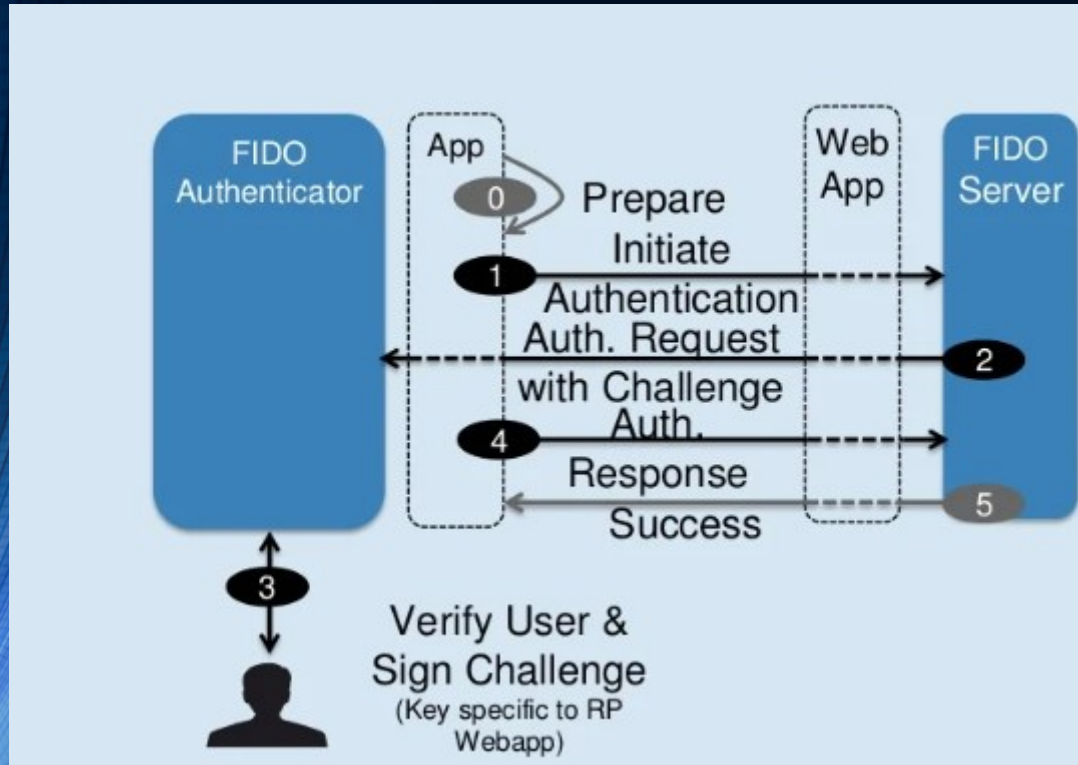 FIDO
Authenticator
App
Web
App
FIDO
Server
0
Prepare
1
Initiate
Authentication
Auth. Request
2
with Challenge
4
Auth.
Response
5
Success
3
Verify User &
Sign Challenge
(Key specific to RP
Webapp)